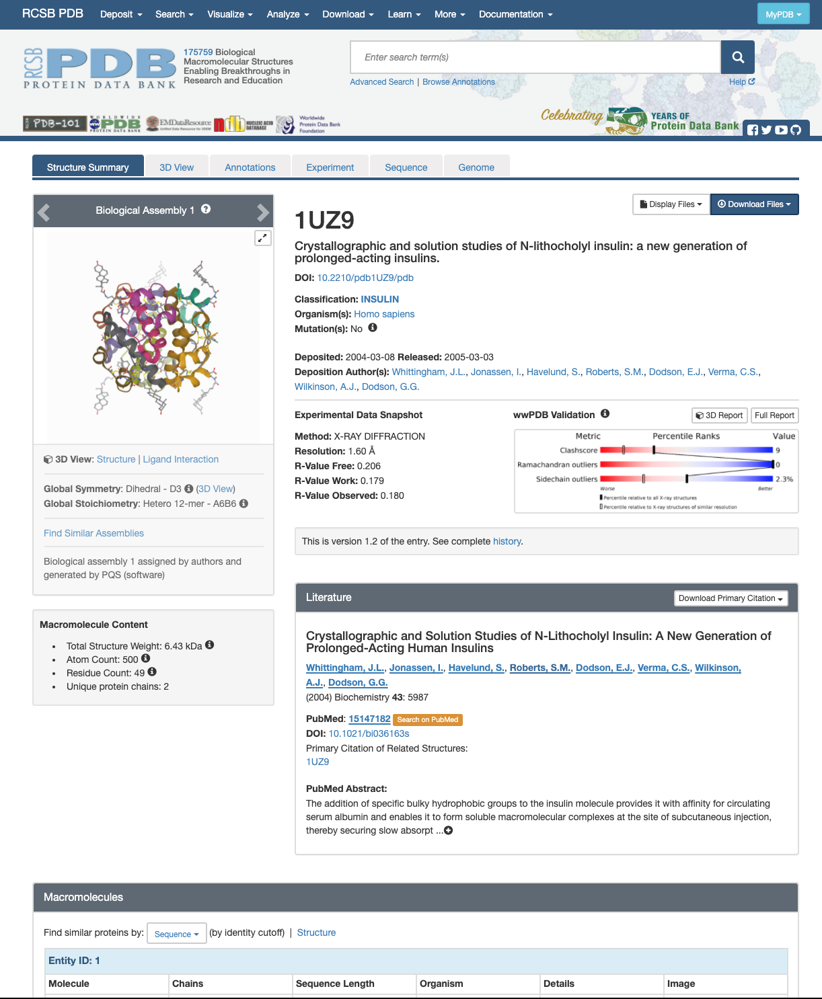 RCSB PDB Deposit Search Visualize Analyze Download Learn More Documentation MyPDB
RCSB PDB
PROTEIN DATA BANK
175759 Biological
Macromolecular Structures
Enabling Breakthroughs in
Research and Education
Enter search term(s)
Advanced Search | Browse Annotations
Help
PDB-101
WORLDWIDE PDB PROTEIN DATA BANK
EMDataResource
Unified Data Resource for 3DEM
NUCLEIC ACID DATABASE
Worldwide
Protein Data Bank
Foundation
Celebrating 50 YEARS OF
Protein Data Bank
Structure Summary 3D View Annotations Experiment Sequence Genome
Biological Assembly 1
Display Files Download Files
1UZ9
Crystallographic and solution studies of N-lithocholyl insulin: a new generation of
prolonged-acting insulins.
DOI: 10.2210/pdb1UZ9/pdb
Classification: INSULIN
Organism(s): Homo sapiens
Mutation(s): No
Deposited: 2004-03-08 Released: 2005-03-03
Deposition Author(s): Whittingham, J.L., Jonassen, I., Havelund, S., Roberts, S.M., Dodson, E.J., Verma, C.S.,
Wilkinson, A.J., Dodson, G.G.
3D View: Structure | Ligand Interaction
Global Symmetry: Dihedral - D3 (3D View)
Global Stoichiometry: Hetero 12-mer - A6B6
Find Similar Assemblies
Biological assembly 1 assigned by authors and
generated by PQS (software)
Macromolecule Content
Total Structure Weight: 6.43 kDa
Atom Count: 500
Residue Count: 49
Unique protein chains: 2
Experimental Data Snapshot
Method: X-RAY DIFFRACTION
Resolution: 1.60 Å
R-Value Free: 0.206
R-Value Work: 0.179
R-Value Observed: 0.180
wwPDB Validation 3D Report Full Report
Metric Percentile Ranks Value
Clashscore 9
Ramachandran outliers 0
Sidechain outliers 2.3%
Worse Better
Percentile relative to all X-ray structures
Percentile relative to X-ray structures of similar resolution
This is version 1.2 of the entry. See complete history.
Literature Download Primary Citation
Crystallographic and Solution Studies of N-Lithocholyl Insulin: A New Generation of
Prolonged-Acting Human Insulins
Whittingham, J.L., Jonassen, I., Havelund, S., Roberts, S.M., Dodson, E.J., Verma, C.S., Wilkinson,
A.J., Dodson, G.G.
(2004) Biochemistry 43: 5987
PubMed: 15147182 Search on PubMed
DOI: 10.1021/bi036163s
Primary Citation of Related Structures:
1UZ9
PubMed Abstract:
The addition of specific bulky hydrophobic groups to the insulin molecule provides it with affinity for circulating
serum albumin and enables it to form soluble macromolecular complexes at the site of subcutaneous injection,
thereby securing slow absorpt ...
Macromolecules
Find similar proteins by: Sequence (by identity cutoff) | Structure
Entity ID: 1
Molecule Chains Sequence Length Organism Details Image